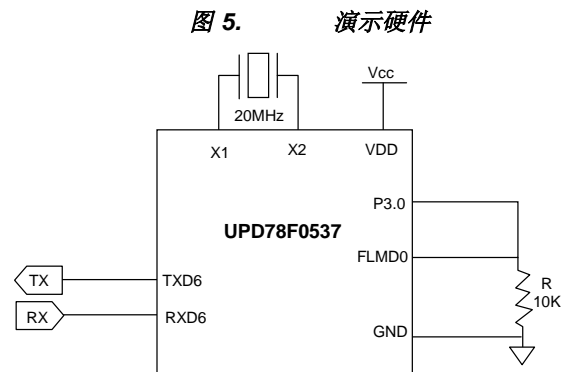 图 5. 演示硬件
Vcc
20MHz
X1 X2 VDD
P3.0
UPD78F0537
FLMD0
TX TXD6
R
10K
RX RXD6
GND